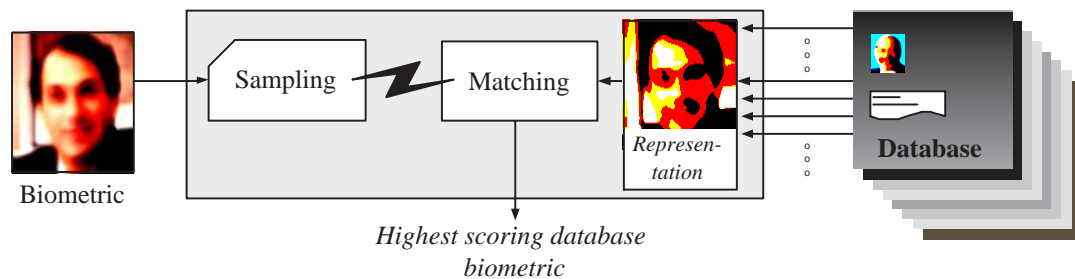 Biometric
Sampling
Matching
Represen-
tation
Database
Highest scoring database
biometric